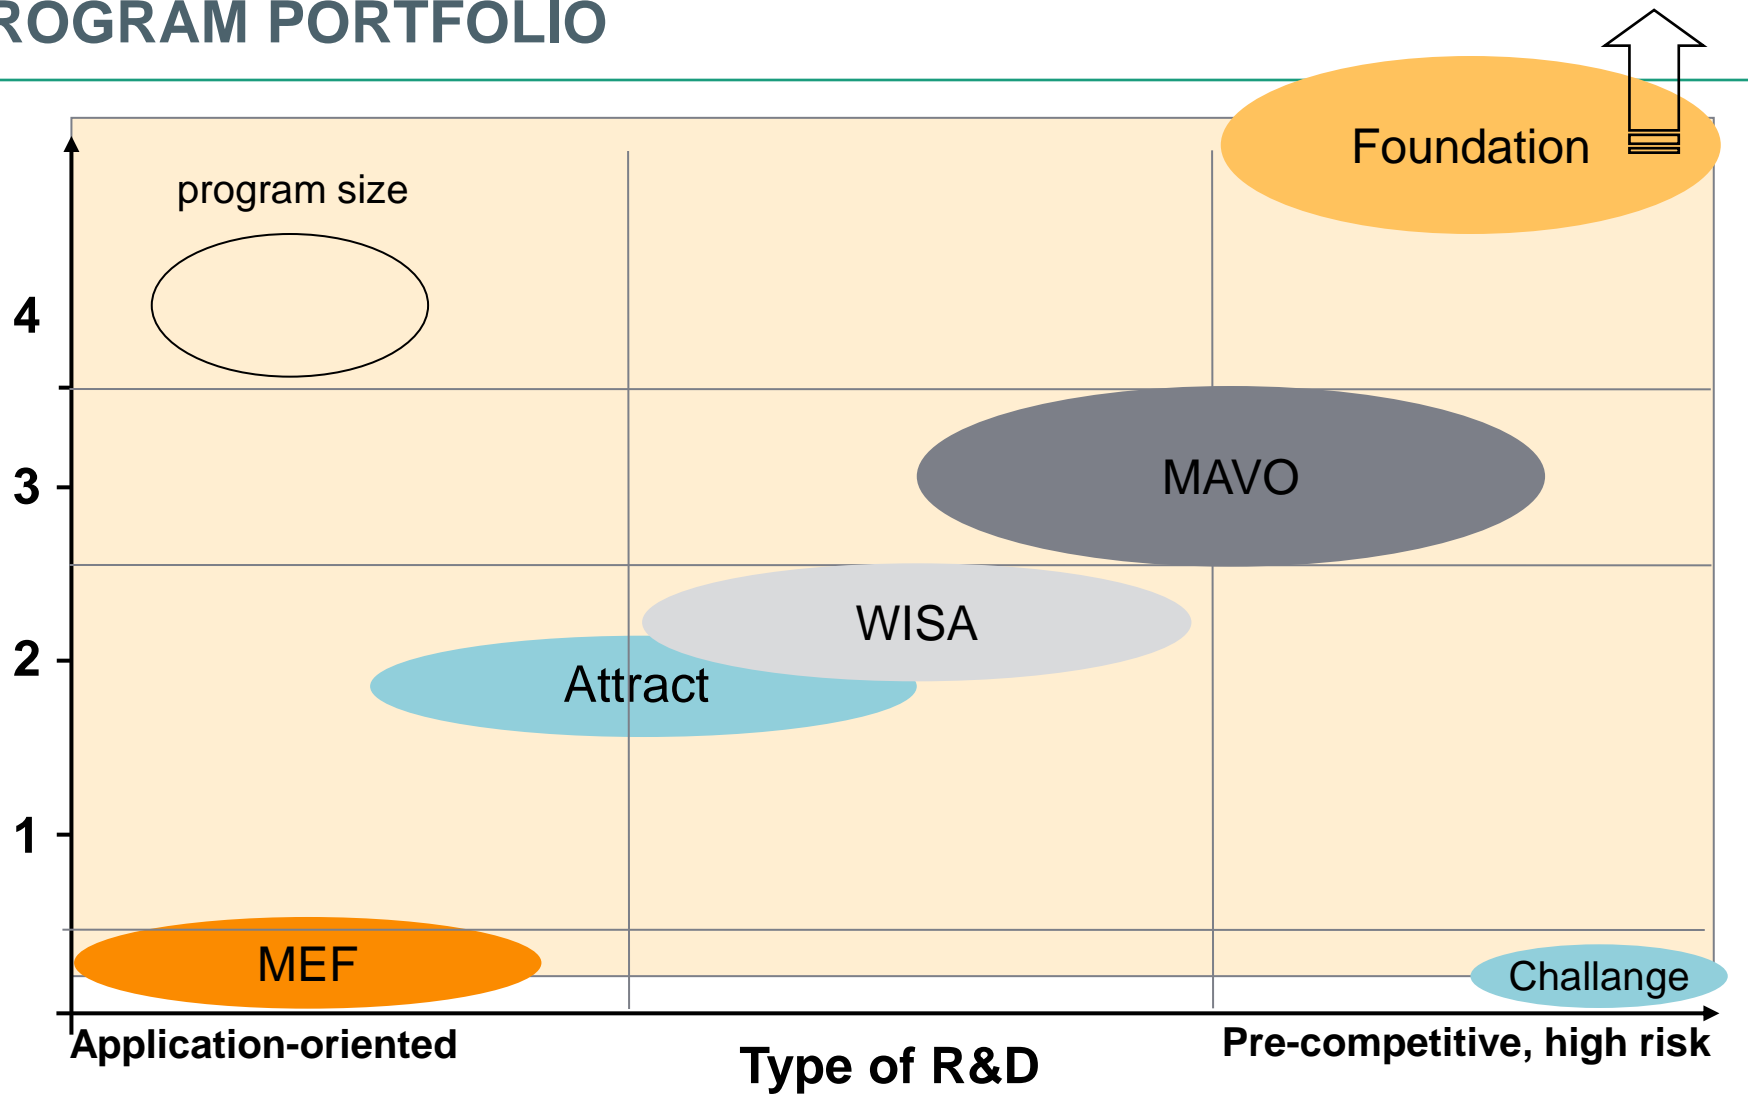 ROGRAM PORTFOLIO
Foundation
program size
4
MAVO
3
WISA
2
Attract
1
MEF
Challange
Application-oriented
Type of R&D
Pre-competitive, high risk